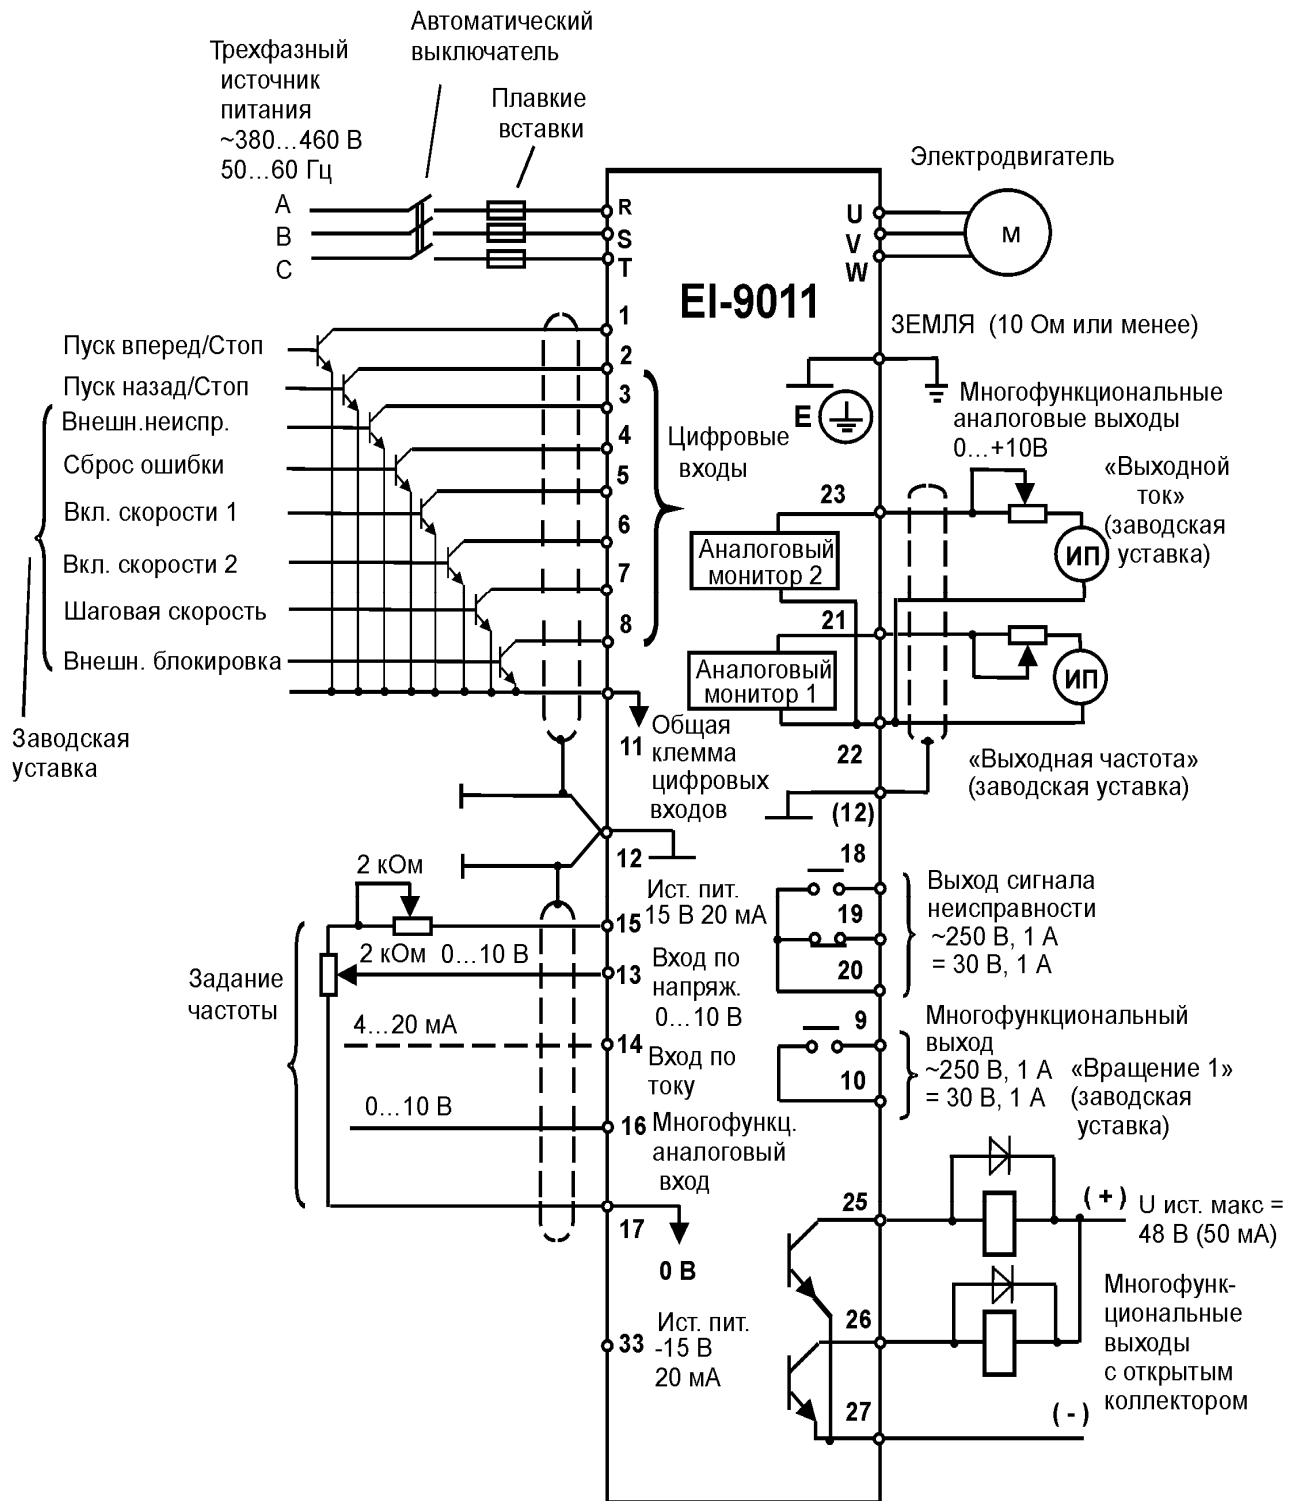 Автоматический
выключатель
Трехфазный
источник
питания
~380...460 В
50...60 Гц
Плавкие
вставки
Электродвигатель
A
B
C
R
S
T
U
V
W
М
EI-9011
ЗЕМЛЯ (10 Ом или менее)
E
1
2
3
4
5
6
7
8
Пуск вперед/Стоп
Пуск назад/Стоп
Внешн.неиспр.
Сброс ошибки
Вкл. скорости 1
Вкл. скорости 2
Шаговая скорость
Внешн. блокировка
Заводская
уставка
Цифровые
входы
11
Общая
клемма
цифровых
входов
12
Многофункциональные
аналоговые выходы
0...+10В
«Выходной
ток»
(заводская
уставка)
23
Аналоговый
монитор 2
ИП
21
Аналоговый
монитор 1
ИП
22
«Выходная частота»
(заводская уставка)
(12)
2 кОм
Ист. пит.
15 В 20 мА
15
2 кОм 0...10 В
13
Вход по
напряж.
0...10 В
Задание
частоты
4...20 мА
14
Вход по
току
0...10 В
16
Многофункц.
аналоговый
вход
17
0 В
33
Ист. пит.
-15 В
20 мА
18
19
20
Выход сигнала
неисправности
~250 В, 1 А
= 30 В, 1 А
9
10
Многофункциональный
выход
~250 В, 1 А
= 30 В, 1 А
«Вращение 1»
(заводская
уставка)
25
(+)
U ист. макс =
48 В (50 мА)
26
Многофунк-
циональные
выходы
с открытым
коллектором
27
(-)